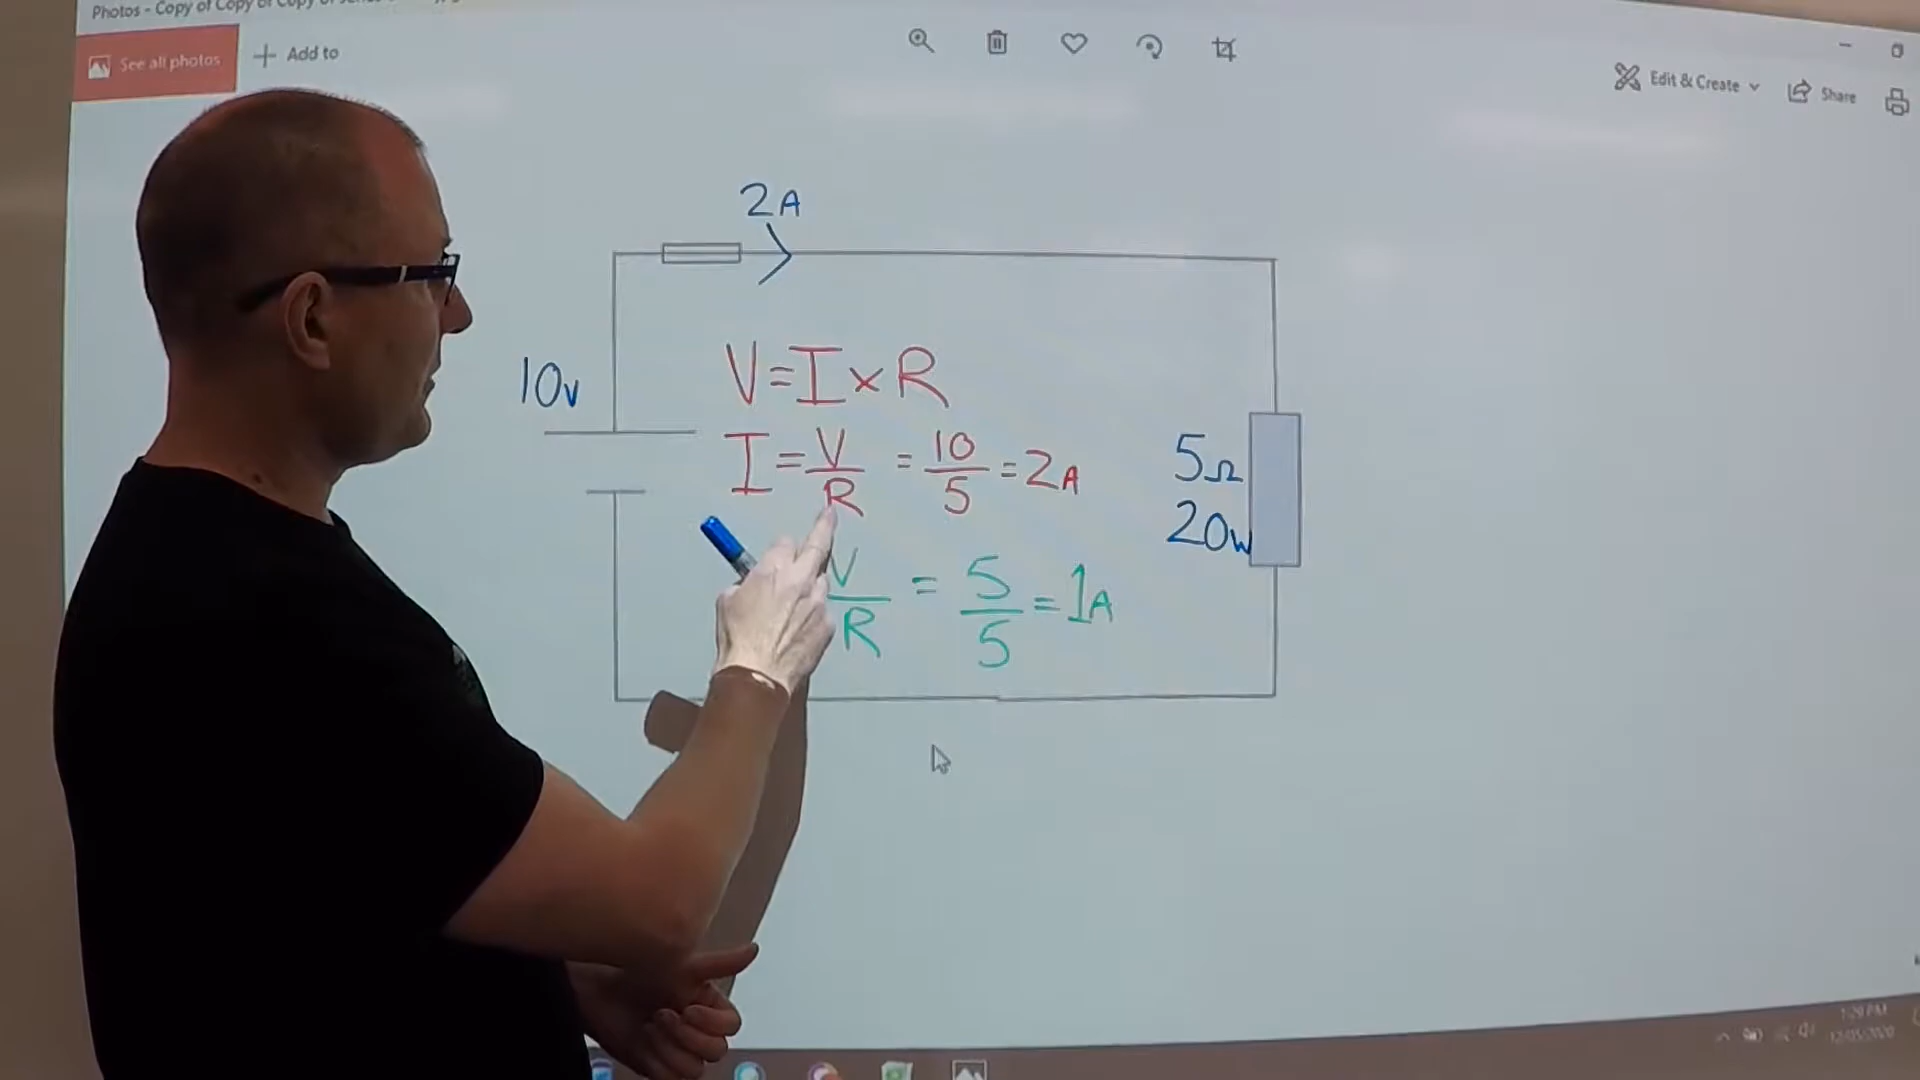 Photos - Copy of Copy of Copy of
See all photos
Add to
Edit & Create
Share
2A
10v
V=I×R
I=V/R=10/5=2A
5Ω
20w
V/R=5/5=1A